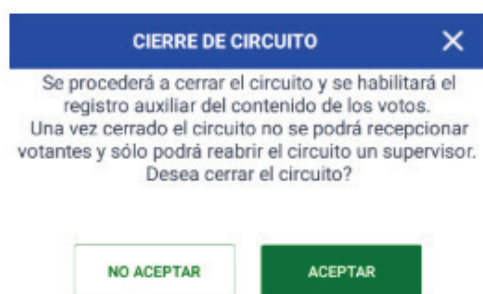 CIERRE DE CIRCUITO
Se procederá a cerrar el circuito y se habilitará el
registro auxiliar del contenido de los votos.
Una vez cerrado el circuito no se podrá recepcionar
votantes y sólo podrá reabrir el circuito un supervisor.
Desea cerrar el circuito?
NO ACEPTAR ACEPTAR